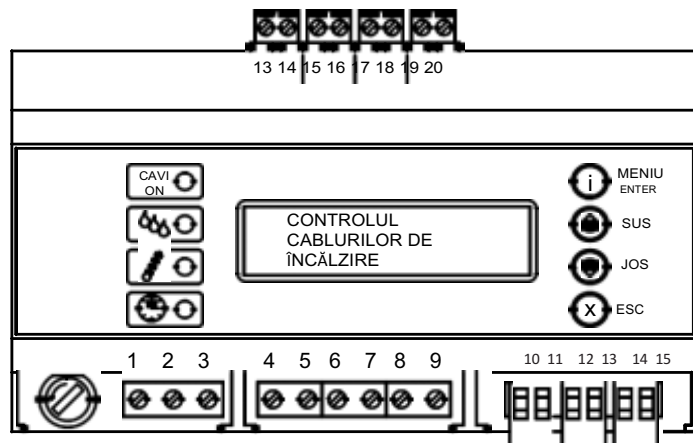 13 14 15 16 17 18 19 20
CAVI
ON
CONTROLUL
CABLURILOR DE
ÎNCĂLZIRE
i
MENIU
ENTER
SUS
JOS
X
ESC
1 2 3 4 5 6 7 8 9 10 11 12 13 14 15